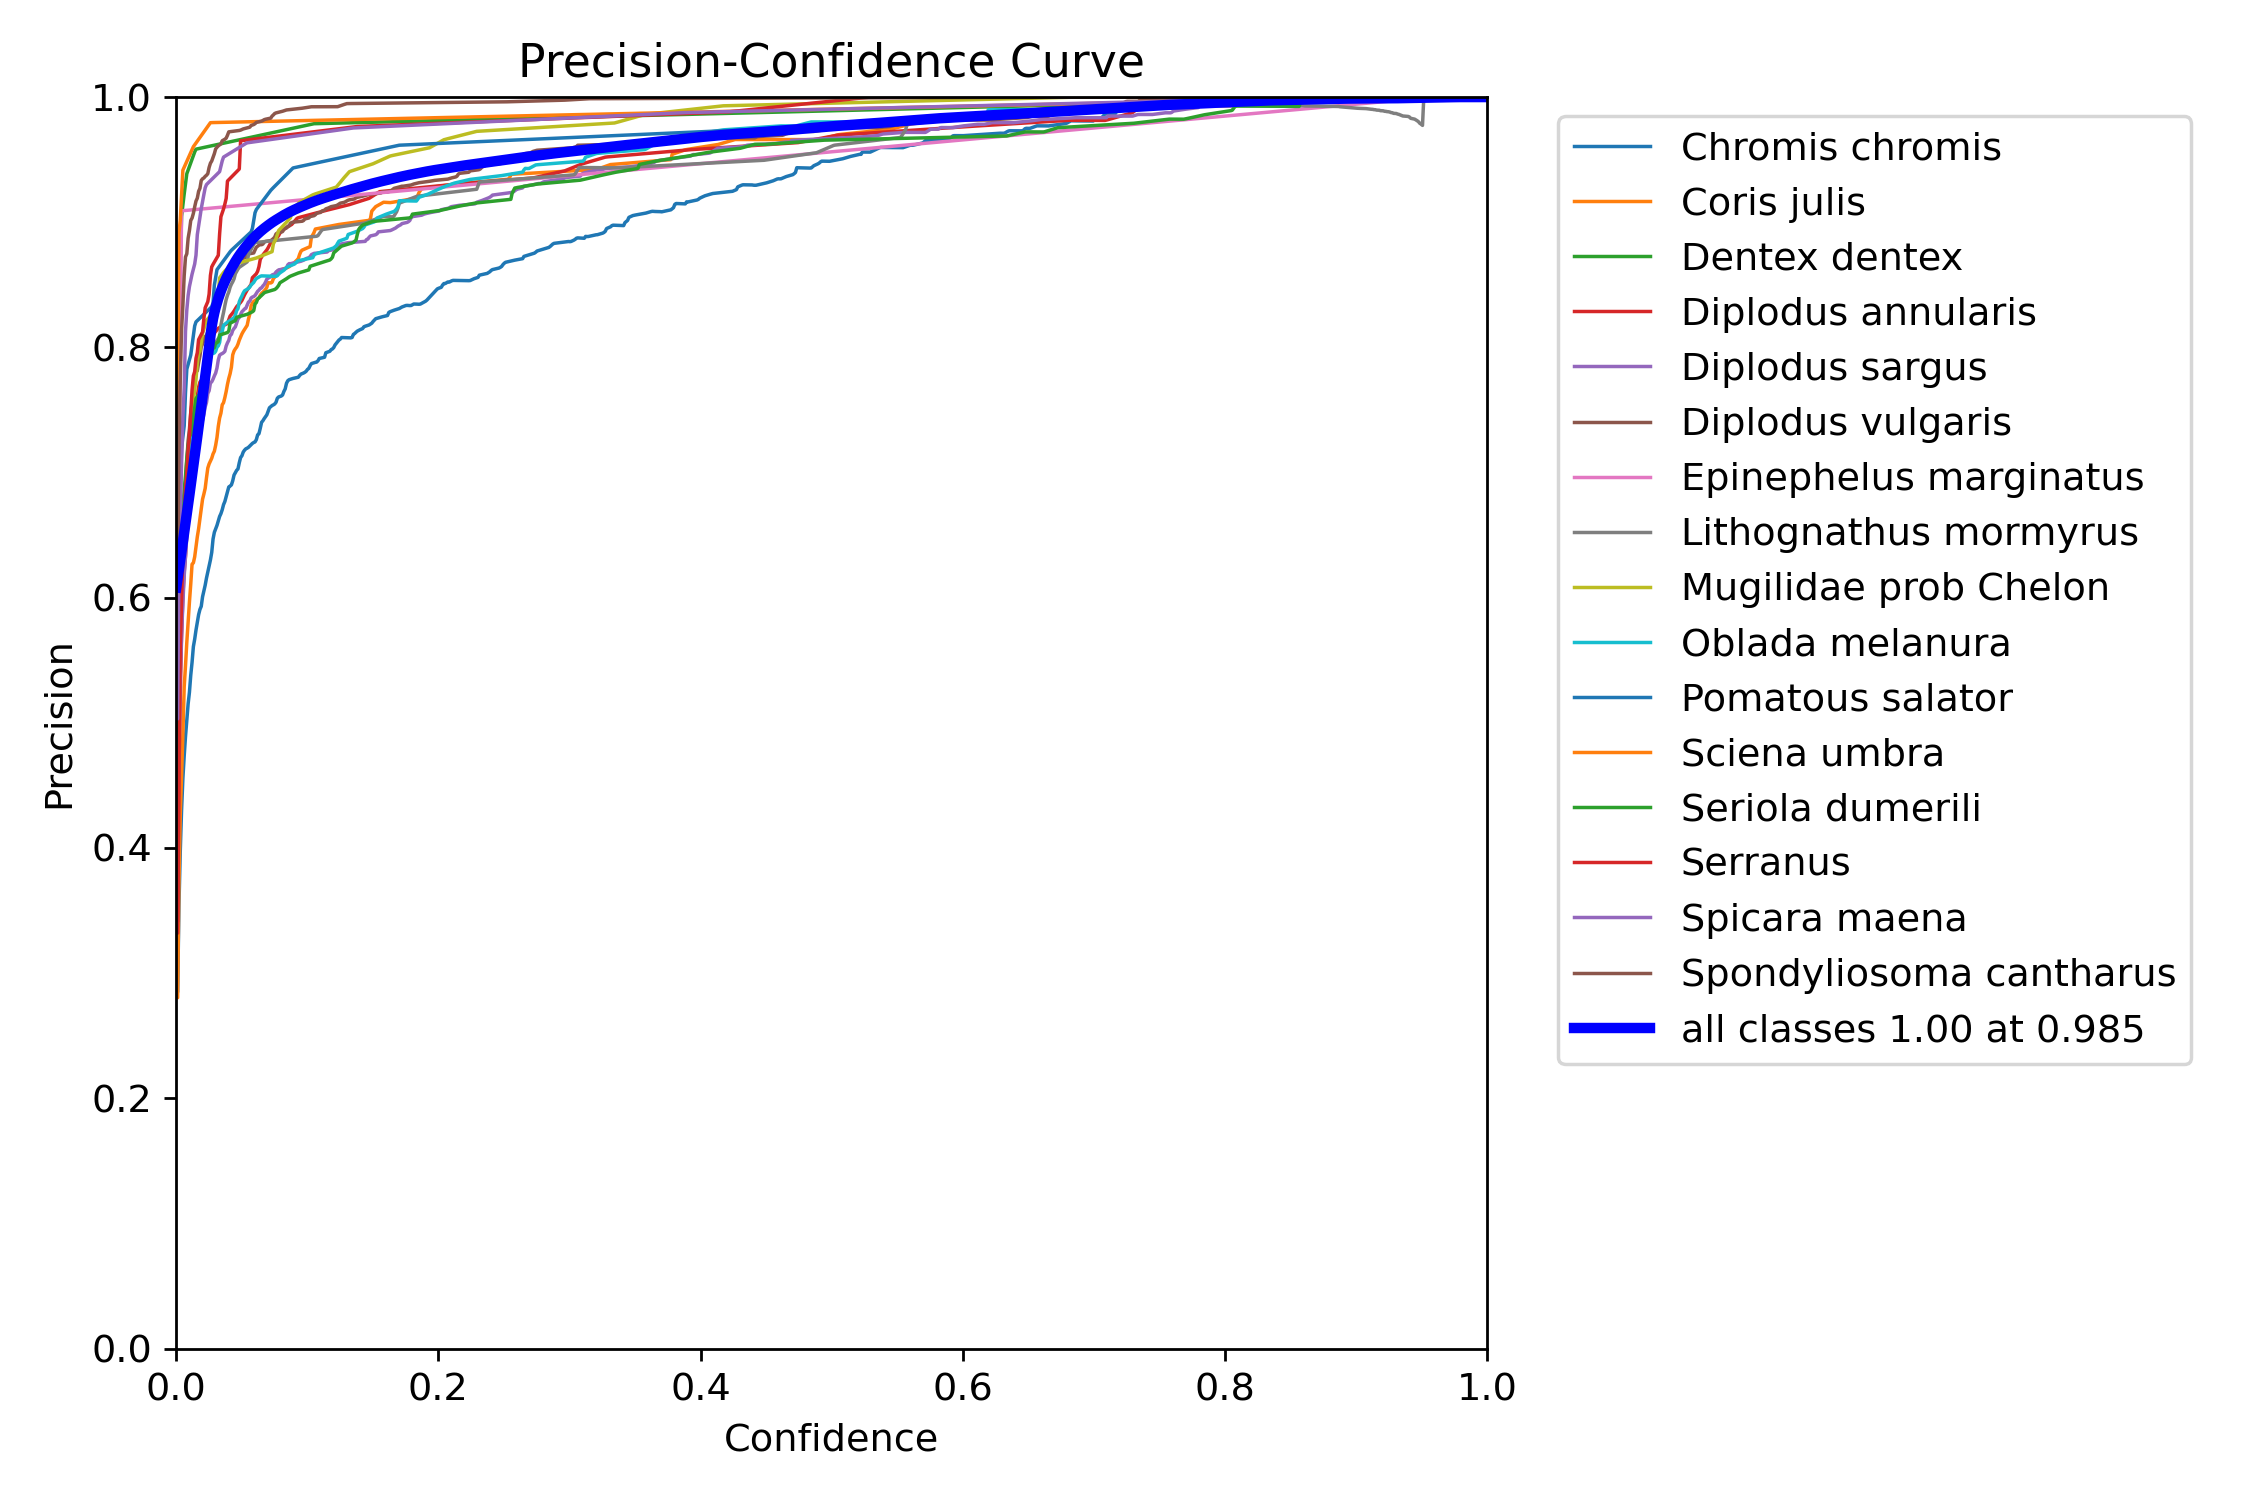 Precision-Confidence Curve
1.0
0.8
0.6
0.4
0.2
0.0
Precision
0.0 0.2 0.4 0.6 0.8 1.0
Confidence
Chromis chromis
Coris julis
Dentex dentex
Diplodus annularis
Diplodus sargus
Diplodus vulgaris
Epinephelus marginatus
Lithognathus mormyrus
Mugilidae prob Chelon
Oblada melanura
Pomatous salator
Sciena umbra
Seriola dumerili
Serranus
Spicara maena
Spondyliosoma cantharus
all classes 1.00 at 0.985